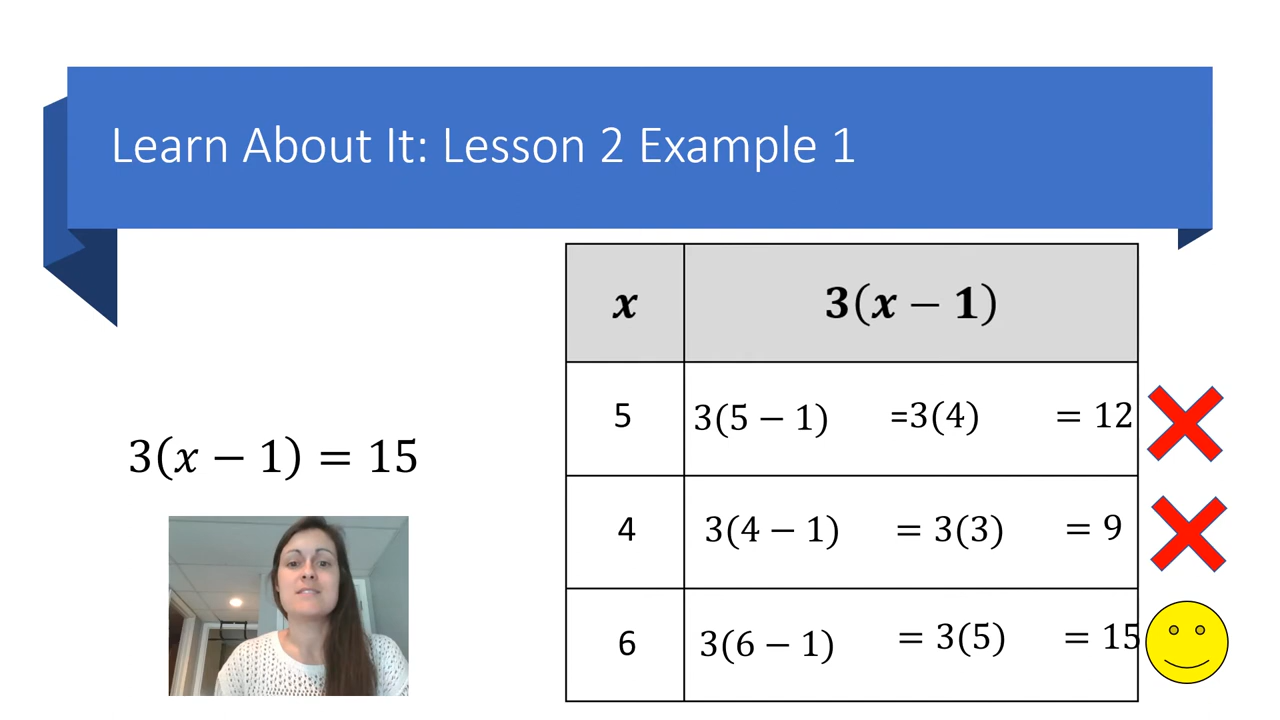 Learn About It: Lesson 2 Example 1
3(x − 1) = 15
x 3(x − 1)
5 3(5 − 1) =3(4) = 12
4 3(4 − 1) = 3(3) = 9
6 3(6 − 1) = 3(5) = 15